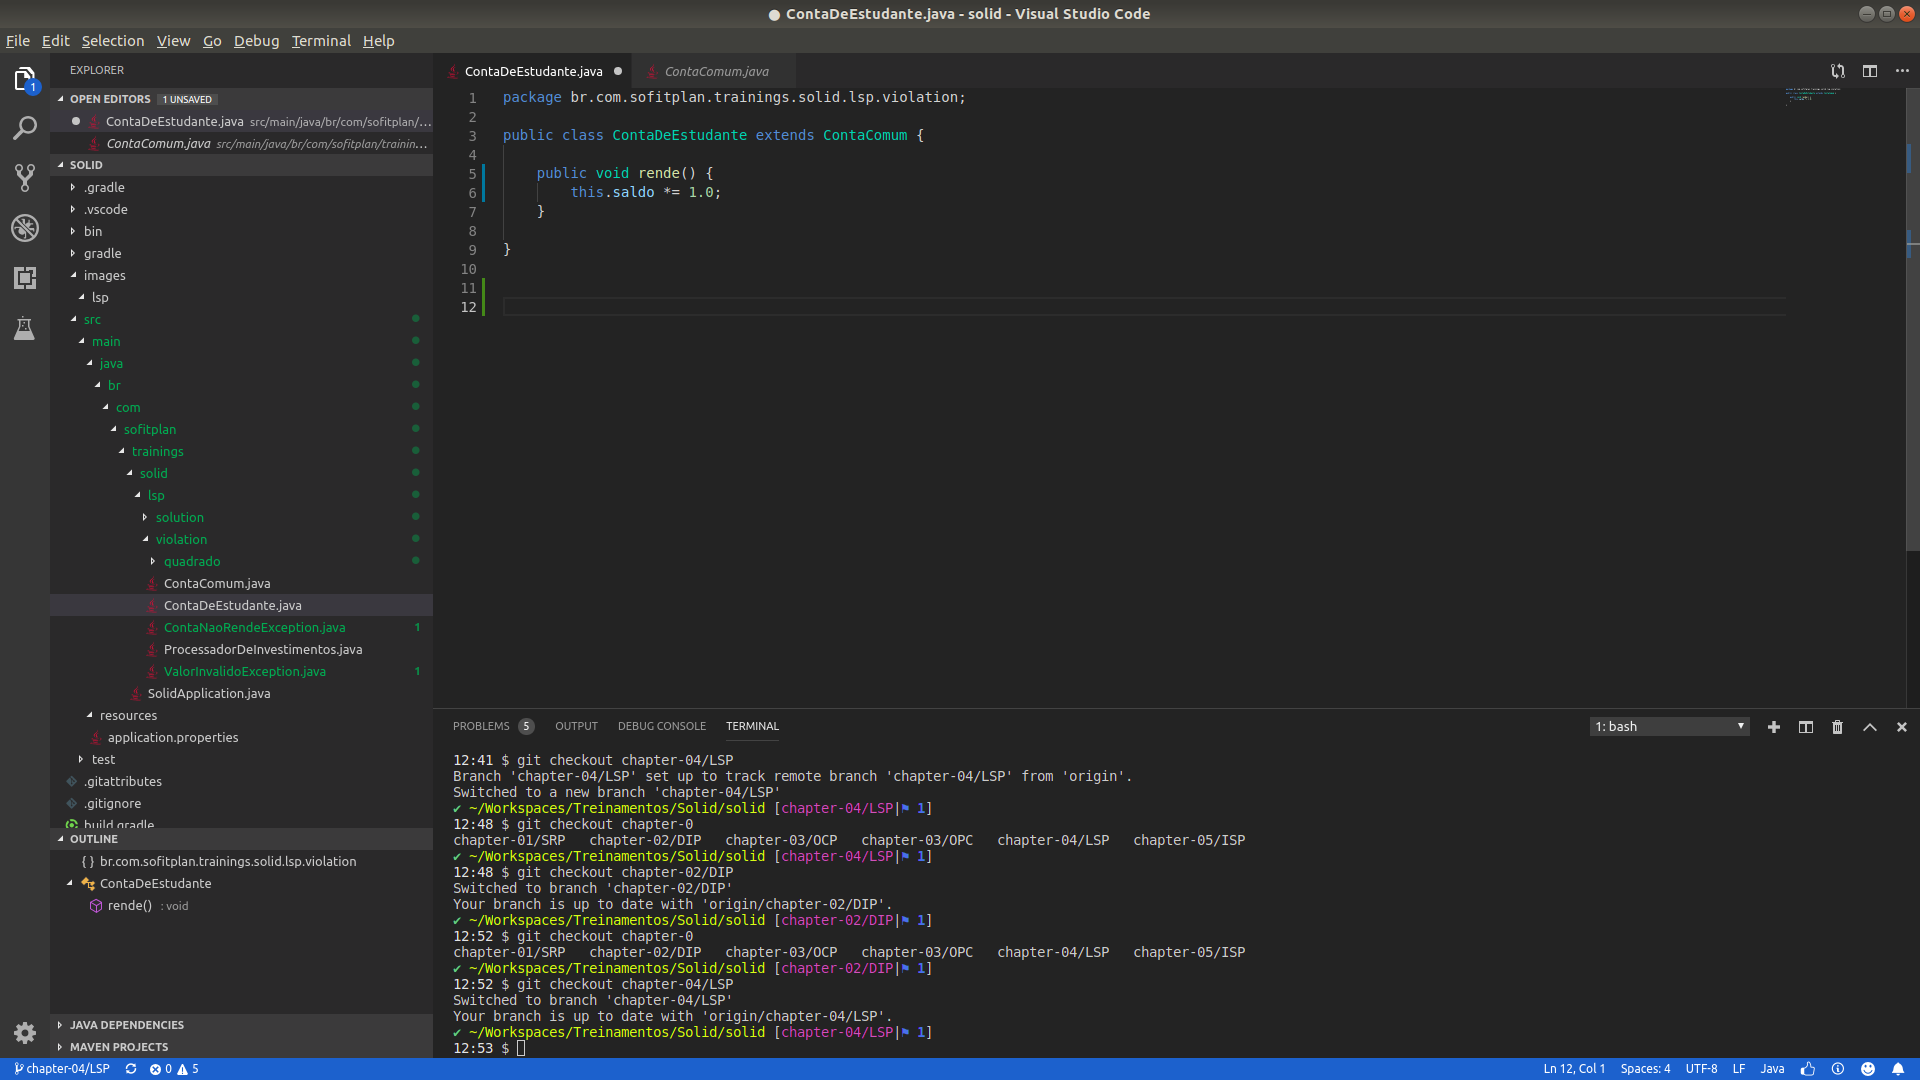 ● ContaDeEstudante.java - solid - Visual Studio Code
File Edit Selection View Go Debug Terminal Help
1
EXPLORER
OPEN EDITORS 1 UNSAVED
ContaDeEstudante.java src/main/java/br/com/sofitplan/...
ContaComum.java src/main/java/br/com/sofitplan/trainin...
SOLID
.gradle
.vscode
bin
gradle
images
lsp
src
main
java
br
com
sofitplan
trainings
solid
lsp
solution
violation
quadrado
ContaComum.java
ContaDeEstudante.java
ContaNaoRendeException.java 1
ProcessadorDeInvestimentos.java
ValorInvalidoException.java 1
SolidApplication.java
resources
application.properties
test
.gitattributes
.gitignore
build.gradle
OUTLINE
{ } br.com.sofitplan.trainings.solid.lsp.violation
ContaDeEstudante
rende() : void
JAVA DEPENDENCIES
MAVEN PROJECTS
ContaDeEstudante.java ● ContaComum.java
1 package br.com.sofitplan.trainings.solid.lsp.violation;
2
3 public class ContaDeEstudante extends ContaComum {
4
5 public void rende() {
6 this.saldo *= 1.0;
7 }
8
9 }
10
11
12
PROBLEMS 5 OUTPUT DEBUG CONSOLE TERMINAL 1: bash
12:41 $ git checkout chapter-04/LSP
Branch 'chapter-04/LSP' set up to track remote branch 'chapter-04/LSP' from 'origin'.
Switched to a new branch 'chapter-04/LSP'
✔ ~/Workspaces/Treinamentos/Solid/solid [chapter-04/LSP|⚑ 1]
12:48 $ git checkout chapter-0
chapter-01/SRP chapter-02/DIP chapter-03/OCP chapter-03/OPC chapter-04/LSP chapter-05/ISP
✔ ~/Workspaces/Treinamentos/Solid/solid [chapter-04/LSP|⚑ 1]
12:48 $ git checkout chapter-02/DIP
Switched to branch 'chapter-02/DIP'
Your branch is up to date with 'origin/chapter-02/DIP'.
✔ ~/Workspaces/Treinamentos/Solid/solid [chapter-02/DIP|⚑ 1]
12:52 $ git checkout chapter-0
chapter-01/SRP chapter-02/DIP chapter-03/OCP chapter-03/OPC chapter-04/LSP chapter-05/ISP
✔ ~/Workspaces/Treinamentos/Solid/solid [chapter-02/DIP|⚑ 1]
12:52 $ git checkout chapter-04/LSP
Switched to branch 'chapter-04/LSP'
Your branch is up to date with 'origin/chapter-04/LSP'.
✔ ~/Workspaces/Treinamentos/Solid/solid [chapter-04/LSP|⚑ 1]
12:53 $
chapter-04/LSP 0 5 Ln 12, Col 1 Spaces: 4 UTF-8 LF Java